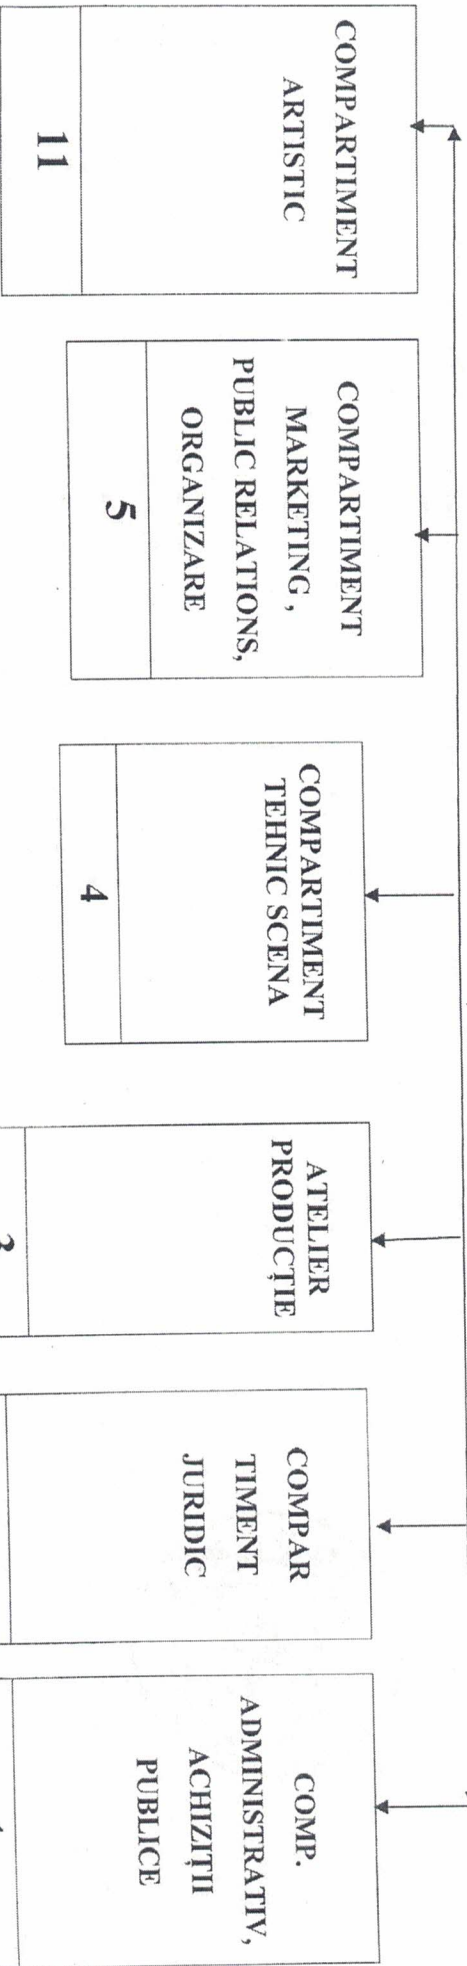 COMPARTIMENT
ARTISTIC
11
COMPARTIMENT
MARKETING ,
PUBLIC RELATIONS,
ORGANIZARE
5
COMPARTIMENT
TEHNIC SCENA
4
ATELIER
PRODUCȚIE
COMPAR
TIMENT
JURIDIC
COMP.
ADMINISTRATIV,
ACHIZIȚII
PUBLICE